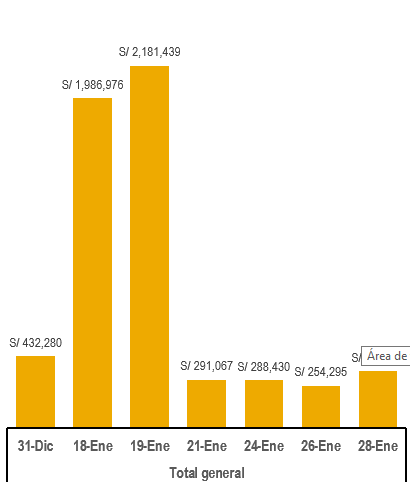 S/ 2,181,439
S/ 1,986,976
S/ 432,280
S/ 291,067 S/ 288,430 S/ 254,295 S/ Área de
31-Dic 18-Ene 19-Ene 21-Ene 24-Ene 26-Ene 28-Ene
Total general